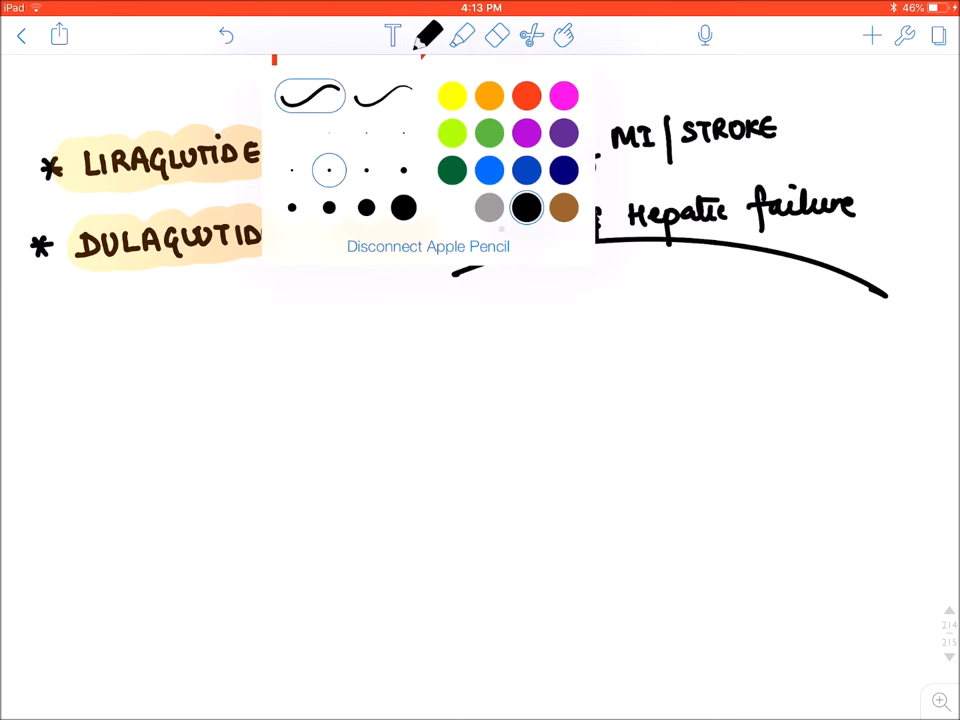 iPad 4:13 PM 46%
T
* LIRAGLUTIDE MI / STROKE
* DULAGLUTID Hepatic failure
Disconnect Apple Pencil
214
215